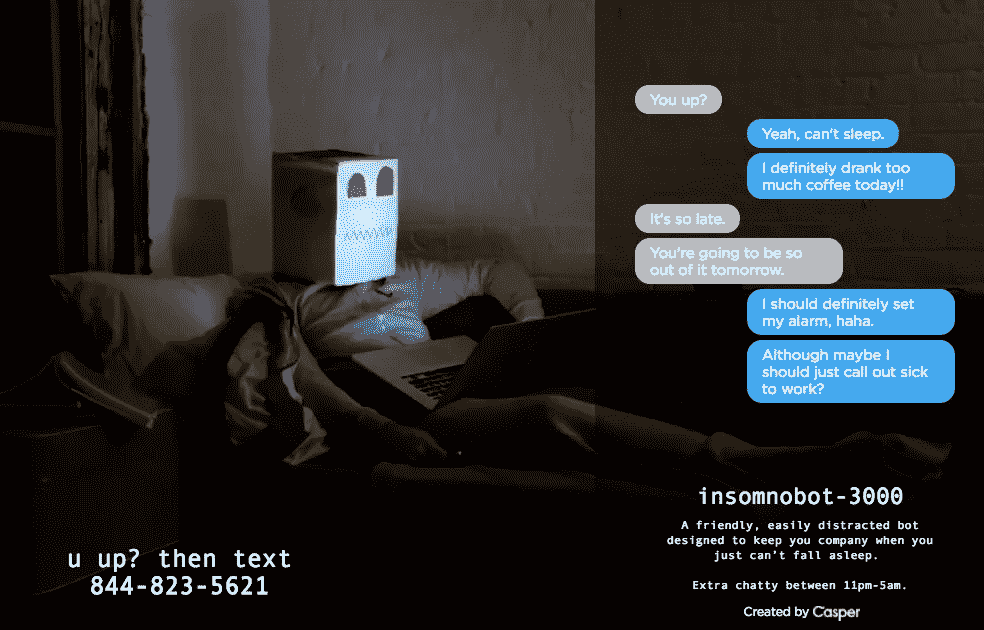 You up?
Yeah, can't sleep.
I definitely drank too
much coffee today!!
It's so late.
You're going to be so
out of it tomorrow.
I should definitely set
my alarm, haha.
Although maybe I
should just call out sick
to work?
insomnobot-3000
A friendly, easily distracted bot
designed to keep you company when you
just can't fall asleep.
Extra chatty between 11pm-5am.
Created by Casper
u up? then text
844-823-5621